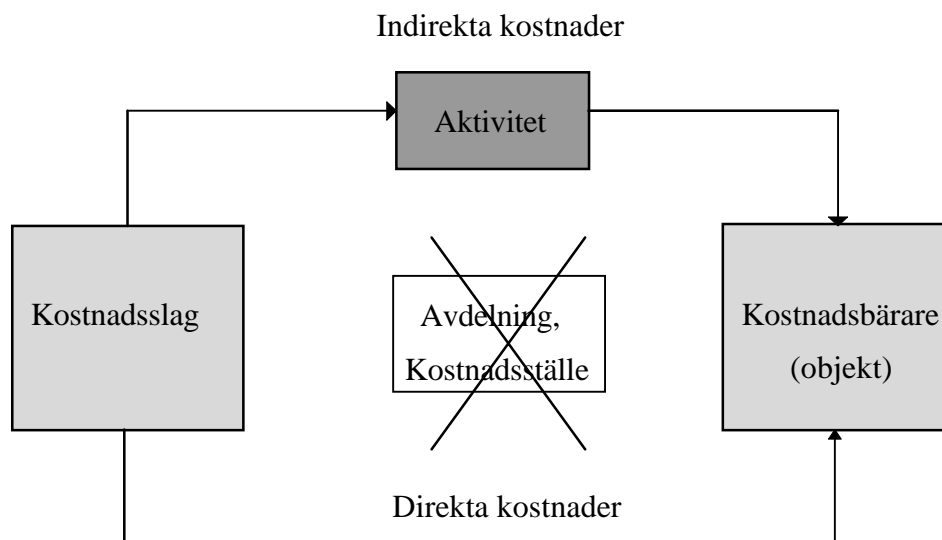 Indirekta kostnader
Aktivitet
Kostnadsslag
Avdelning,
Kostnadsställe
Kostnadsbärare
(objekt)
Direkta kostnader